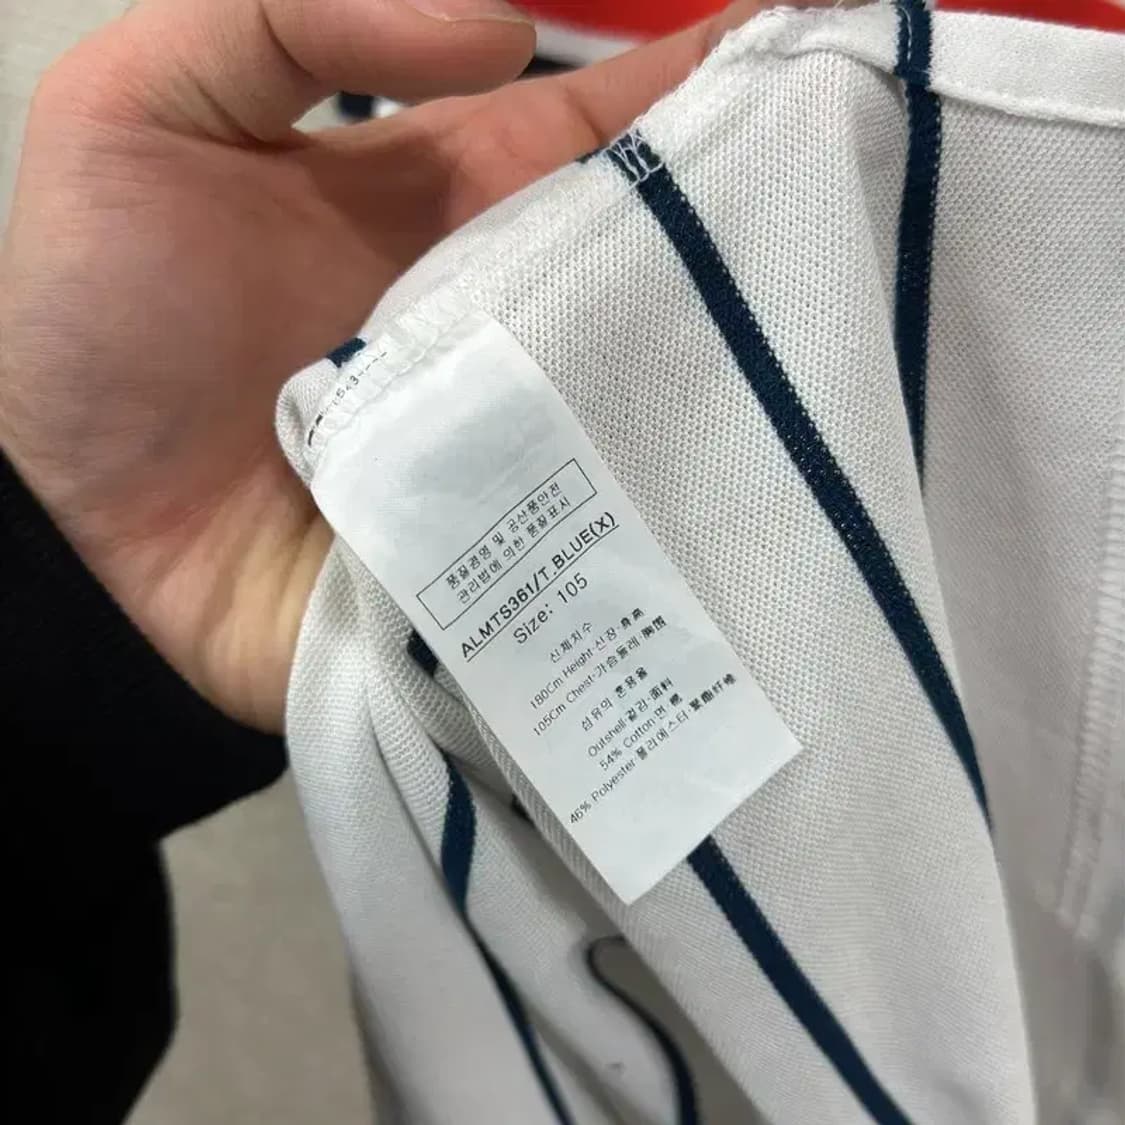 품질경영 및 공산품안전
관리법에 의한 품질표시
ALMTS361/T.BLUE(X)
Size: 105
신체치수
180Cm Height·신장·身高
105Cm Chest·가슴둘레·胸围
섬유의 혼용율
Outshell·겉감·面料
54% Cotton·면·棉
46% Polyester·폴리에스터·聚酯纤维